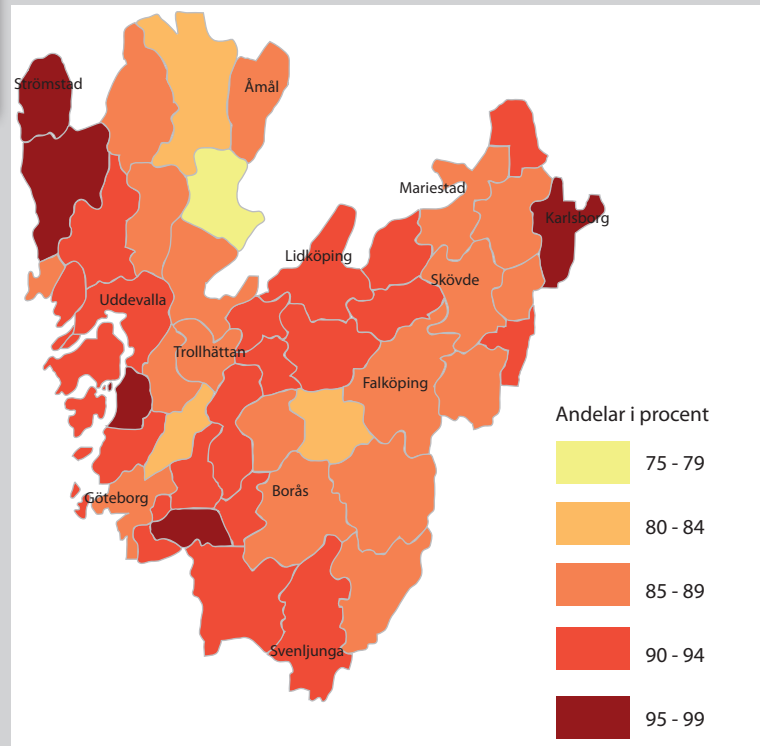 Strömstad
Åmål
Mariestad
Karlsborg
Lidköping
Skövde
Uddevalla
Trollhättan
Falköping
Borås
Göteborg
Svenljunga
Andelar i procent
75 - 79
80 - 84
85 - 89
90 - 94
95 - 99